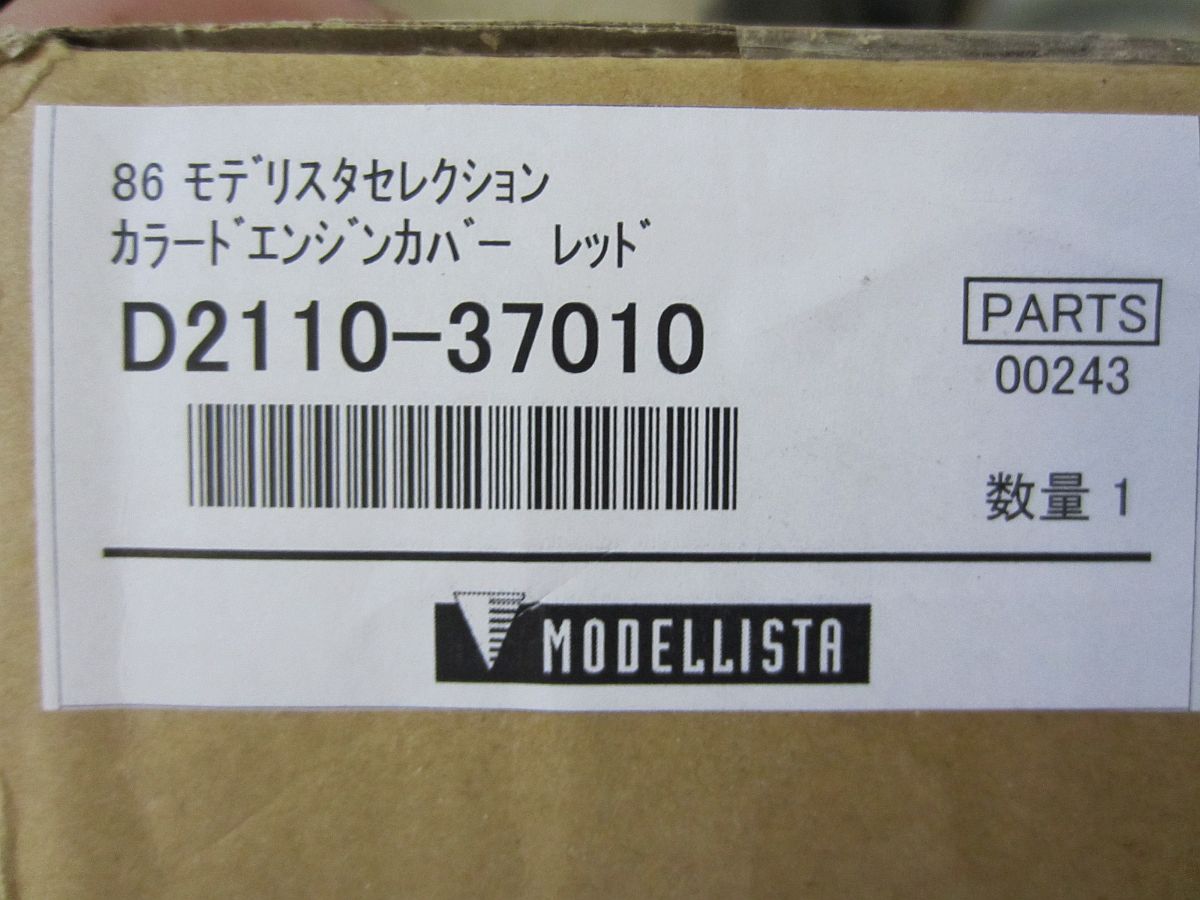 86 モデリスタセレクション
カラードエンジンカバー　レッド
D2110-37010
PARTS
00243
数量 1
MODELLISTA